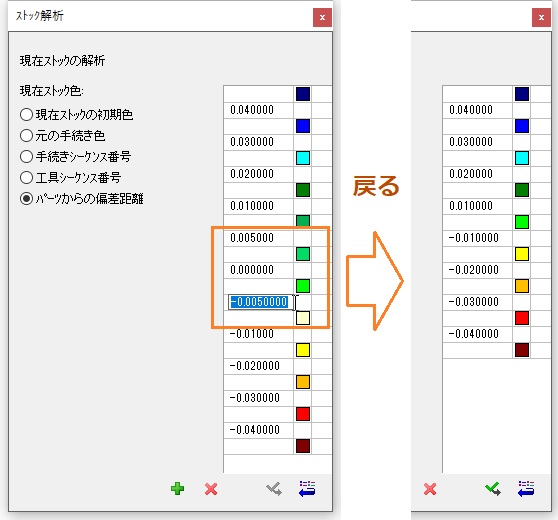 ストック解析
x
x
現在ストックの解析
現在ストック色:
現在ストックの初期色
元の手続き色
手続きシーケンス番号
工具シーケンス番号
パーツからの偏差距離
0.040000
0.030000
0.020000
0.010000
0.005000
0.000000
-0.0050000
-0.01000
-0.020000
-0.030000
-0.040000
戻る
0.040000
0.030000
0.020000
0.010000
-0.010000
-0.020000
-0.030000
-0.040000